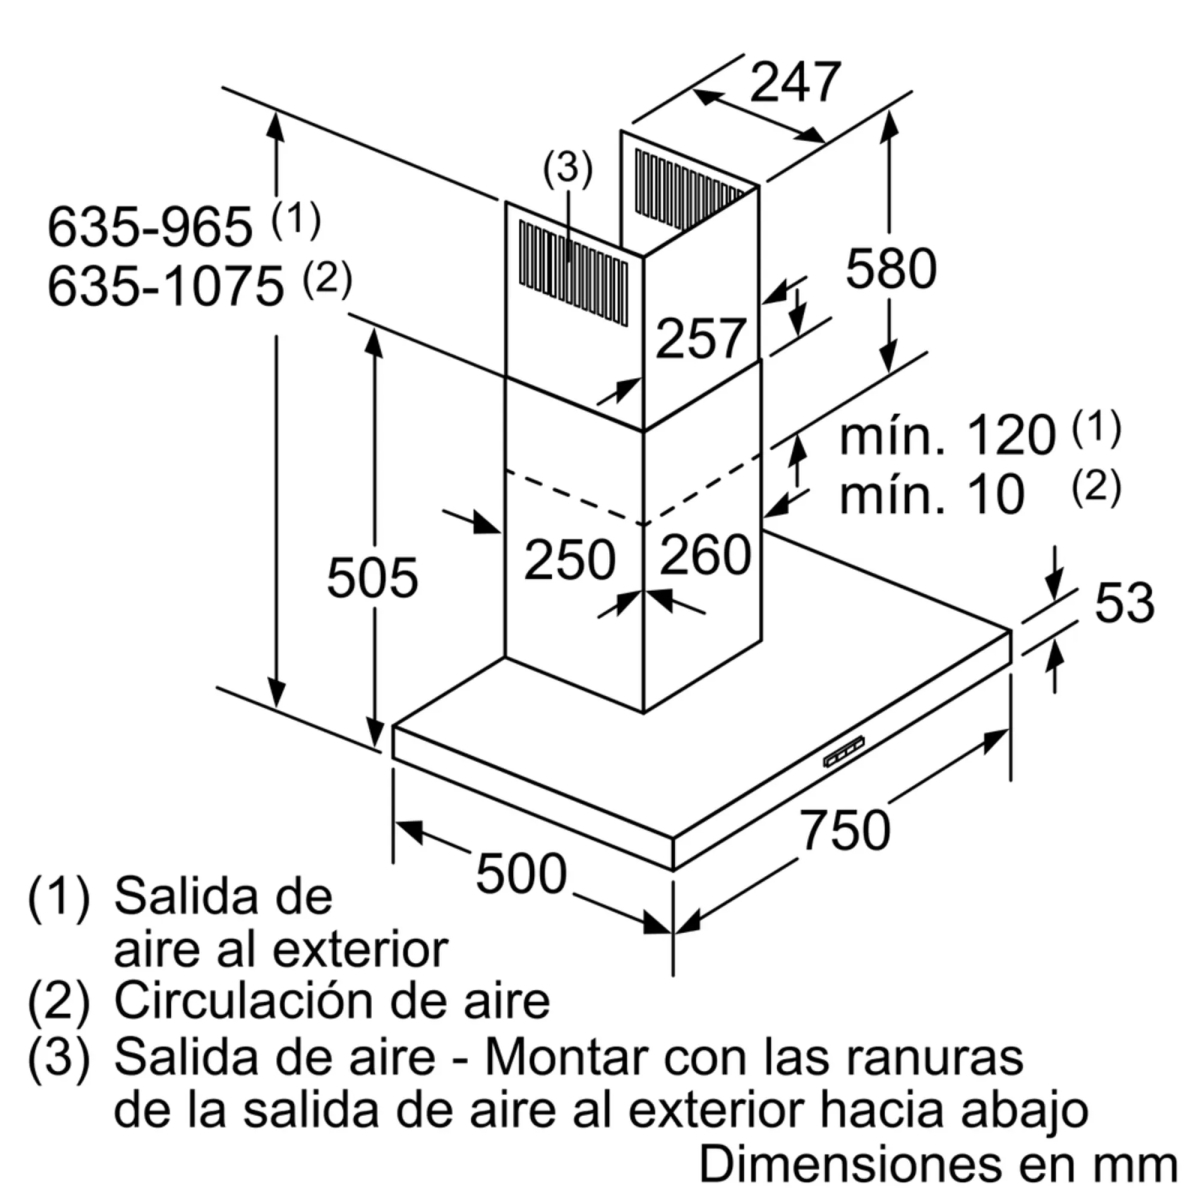 247
(3)
635-965 (1)
635-1075 (2)
580
257
mín. 120 (1)
mín. 10 (2)
505
250
260
53
750
500
(1) Salida de
aire al exterior
(2) Circulación de aire
(3) Salida de aire - Montar con las ranuras
de la salida de aire al exterior hacia abajo
Dimensiones en mm